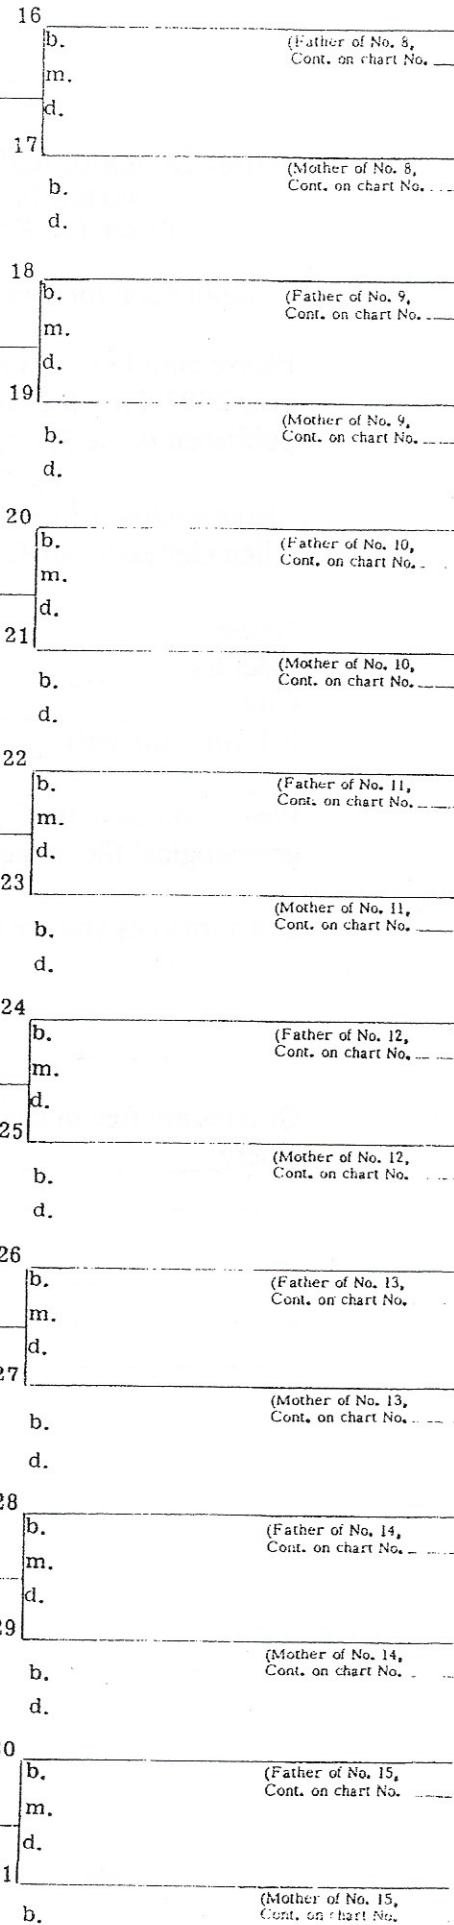 16
b. (Father of No. 8,
Cont. on chart No.
m.
d.
17
(Mother of No. 8,
b. Cont. on chart No.
d.
18
b. (Father of No. 9,
Cont. on chart No.
m.
d.
19
(Mother of No. 9,
b. Cont. on chart No.
d.
20
b. (Father of No. 10,
Cont. on chart No.
m.
d.
21
(Mother of No. 10,
b. Cont. on chart No.
d.
22
b. (Father of No. 11,
Cont. on chart No.
m.
d.
23
(Mother of No. 11,
b. Cont. on chart No.
d.
24
b. (Father of No. 12,
Cont. on chart No.
m.
d.
25
(Mother of No. 12,
b. Cont. on chart No.
d.
26
b. (Father of No. 13,
Cont. on chart No.
m.
d.
27
(Mother of No. 13,
b. Cont. on chart No.
d.
28
b. (Father of No. 14,
Cont. on chart No.
m.
d.
29
(Mother of No. 14,
b. Cont. on chart No.
d.
0
b. (Father of No. 15,
Cont. on chart No.
m.
d.
1
(Mother of No. 15,
b. Cont. on chart No.